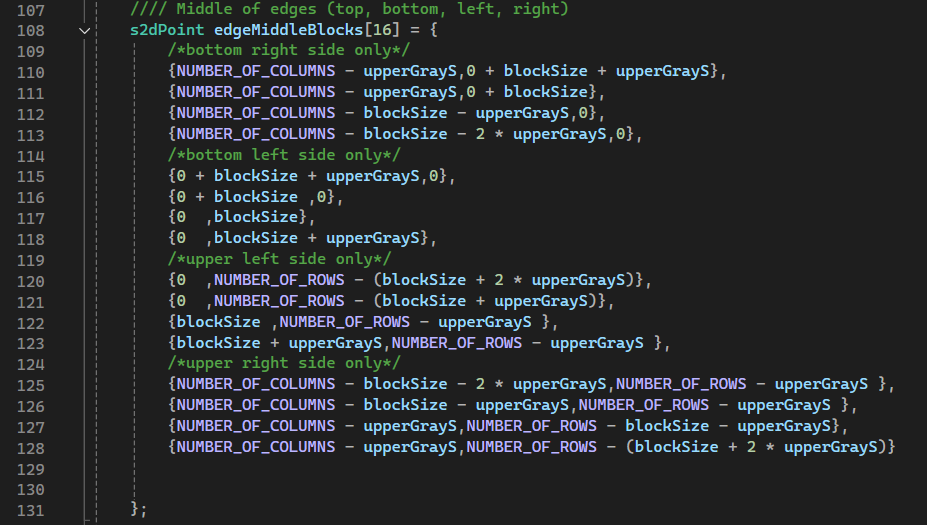 107 //// Middle of edges (top, bottom, left, right)
108 s2dPoint edgeMiddleBlocks[16] = {
109 /*bottom right side only*/
110 {NUMBER_OF_COLUMNS - upperGrayS,0 + blockSize + upperGrayS},
111 {NUMBER_OF_COLUMNS - upperGrayS,0 + blockSize},
112 {NUMBER_OF_COLUMNS - blockSize - upperGrayS,0},
113 {NUMBER_OF_COLUMNS - blockSize - 2 * upperGrayS,0},
114 /*bottom left side only*/
115 {0 + blockSize + upperGrayS,0},
116 {0 + blockSize ,0},
117 {0  ,blockSize},
118 {0  ,blockSize + upperGrayS},
119 /*upper left side only*/
120 {0  ,NUMBER_OF_ROWS - (blockSize + 2 * upperGrayS)},
121 {0  ,NUMBER_OF_ROWS - (blockSize + upperGrayS)},
122 {blockSize ,NUMBER_OF_ROWS - upperGrayS },
123 {blockSize + upperGrayS,NUMBER_OF_ROWS - upperGrayS },
124 /*upper right side only*/
125 {NUMBER_OF_COLUMNS - blockSize - 2 * upperGrayS,NUMBER_OF_ROWS - upperGrayS },
126 {NUMBER_OF_COLUMNS - blockSize - upperGrayS,NUMBER_OF_ROWS - upperGrayS },
127 {NUMBER_OF_COLUMNS - upperGrayS,NUMBER_OF_ROWS - blockSize - upperGrayS},
128 {NUMBER_OF_COLUMNS - upperGrayS,NUMBER_OF_ROWS - (blockSize + 2 * upperGrayS)}
129
130
131 };